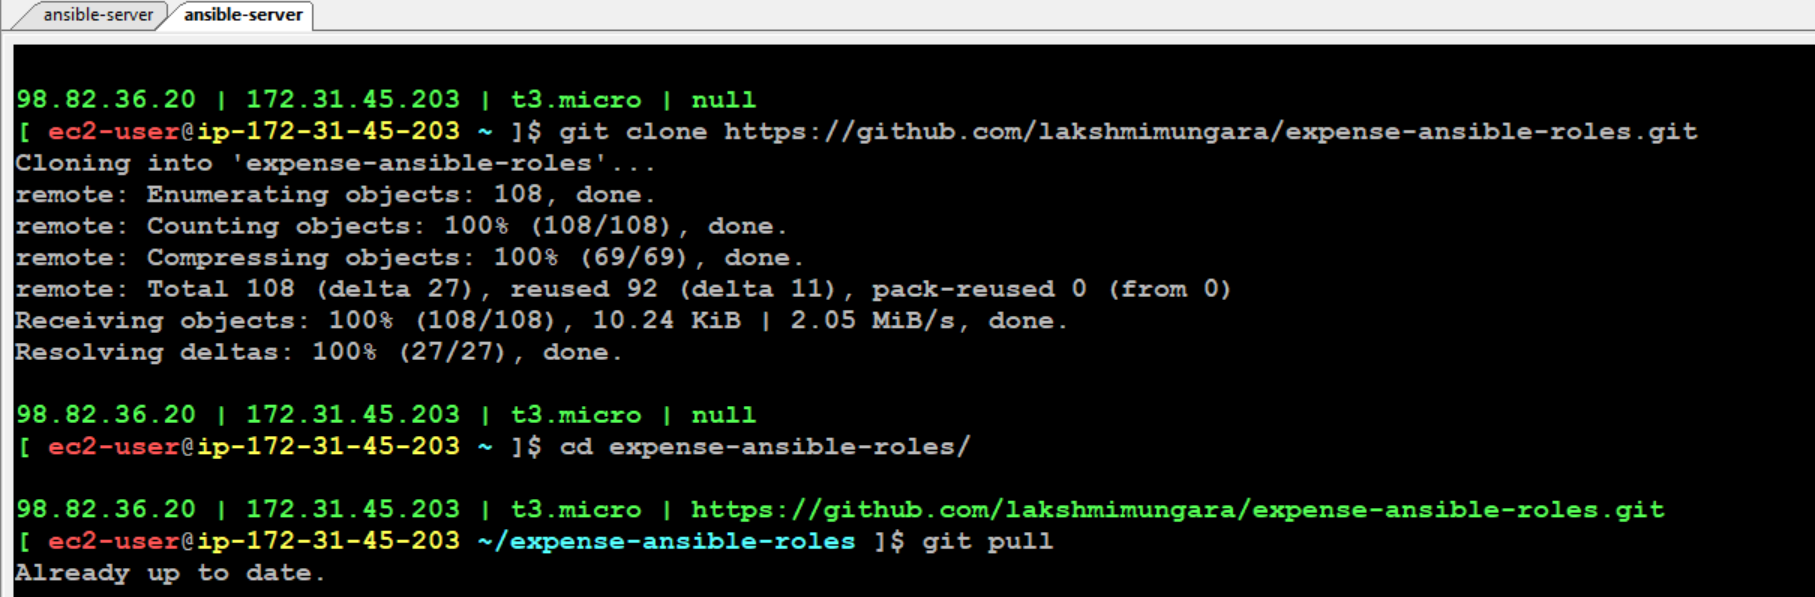 ansible-server ansible-server
98.82.36.20 | 172.31.45.203 | t3.micro | null
[ ec2-user@ip-172-31-45-203 ~ ]$ git clone https://github.com/lakshmimungara/expense-ansible-roles.git
Cloning into 'expense-ansible-roles'...
remote: Enumerating objects: 108, done.
remote: Counting objects: 100% (108/108), done.
remote: Compressing objects: 100% (69/69), done.
remote: Total 108 (delta 27), reused 92 (delta 11), pack-reused 0 (from 0)
Receiving objects: 100% (108/108), 10.24 KiB | 2.05 MiB/s, done.
Resolving deltas: 100% (27/27), done.
98.82.36.20 | 172.31.45.203 | t3.micro | null
[ ec2-user@ip-172-31-45-203 ~ ]$ cd expense-ansible-roles/
98.82.36.20 | 172.31.45.203 | t3.micro | https://github.com/lakshmimungara/expense-ansible-roles.git
[ ec2-user@ip-172-31-45-203 ~/expense-ansible-roles ]$ git pull
Already up to date.